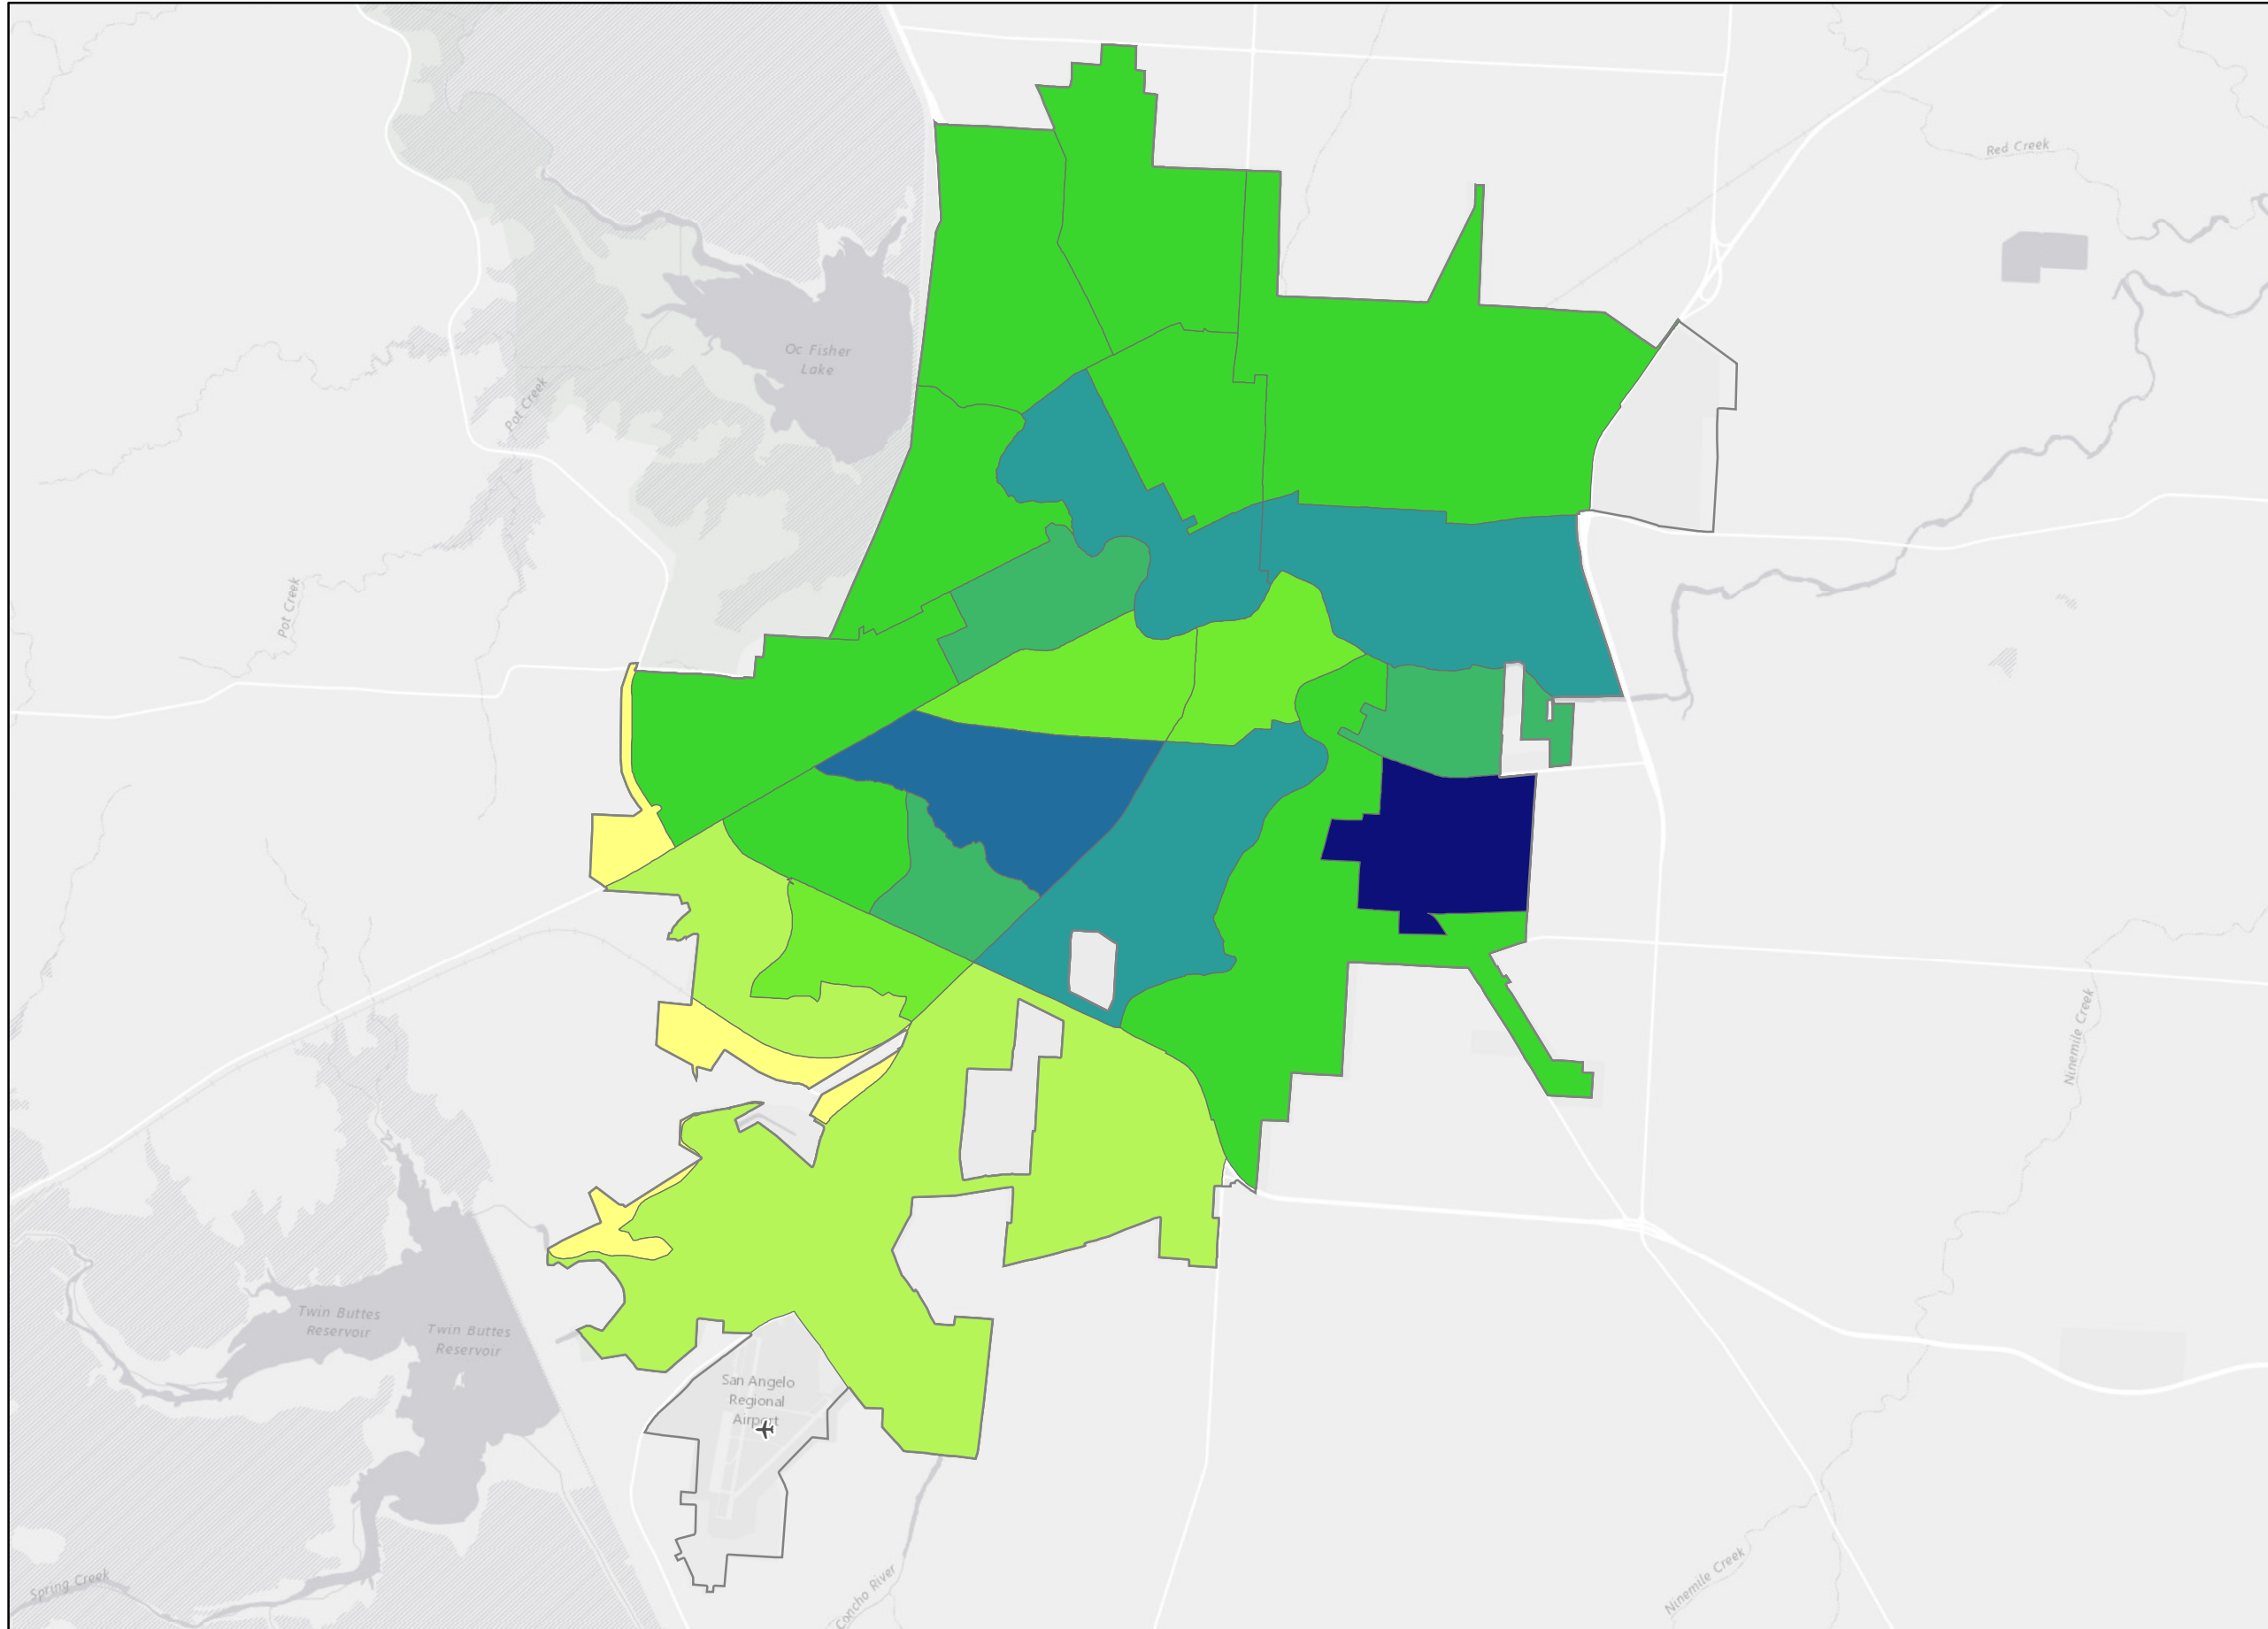 Red Creek
Oc Fisher
Lake
Pot Creek
Pot Creek
Ninemile Creek
Twin Buttes
Reservoir
Twin Buttes
Reservoir
San Angelo
Regional
Airport
Spring Creek
Concho River
Ninemile Creek